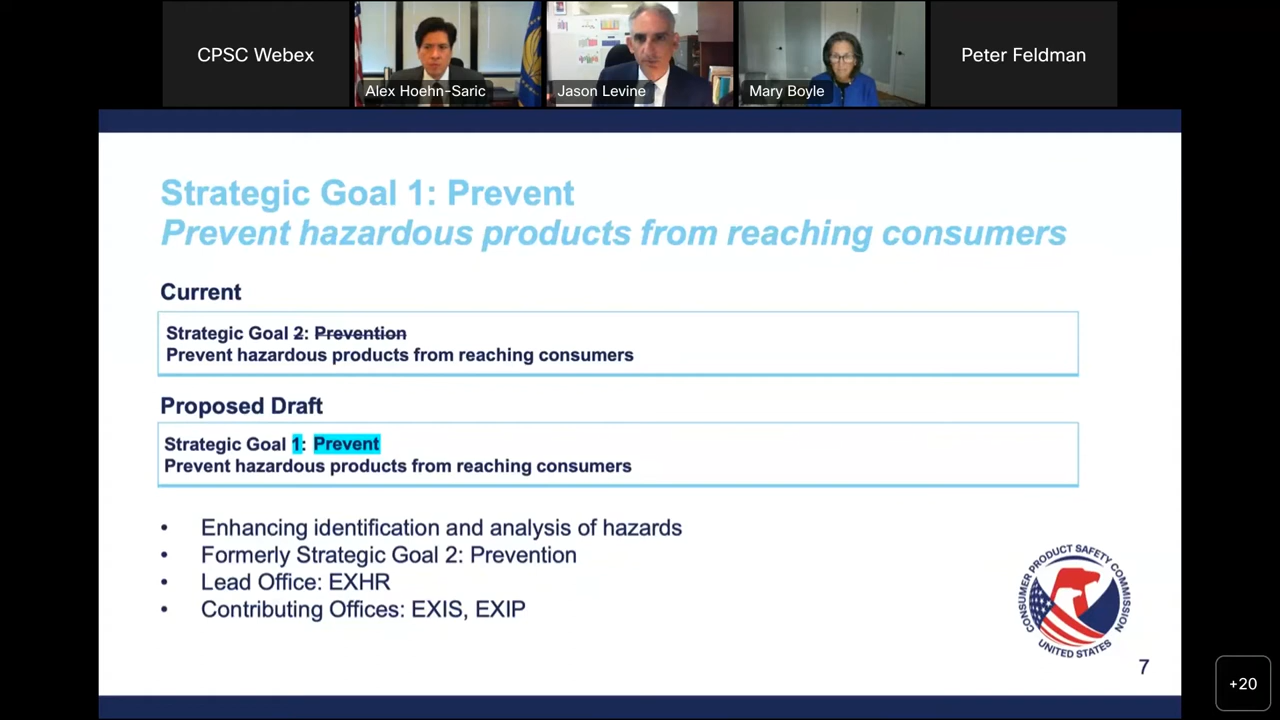 CPSC Webex
Alex Hoehn-Saric
Jason Levine
Mary Boyle
Peter Feldman
Strategic Goal 1: Prevent
Prevent hazardous products from reaching consumers
Current
Strategic Goal 2: Prevention
Prevent hazardous products from reaching consumers
Proposed Draft
Strategic Goal 1: Prevent
Prevent hazardous products from reaching consumers
• Enhancing identification and analysis of hazards
• Formerly Strategic Goal 2: Prevention
• Lead Office: EXHR
• Contributing Offices: EXIS, EXIP
CONSUMER PRODUCT SAFETY COMMISSION
UNITED STATES
7
+20